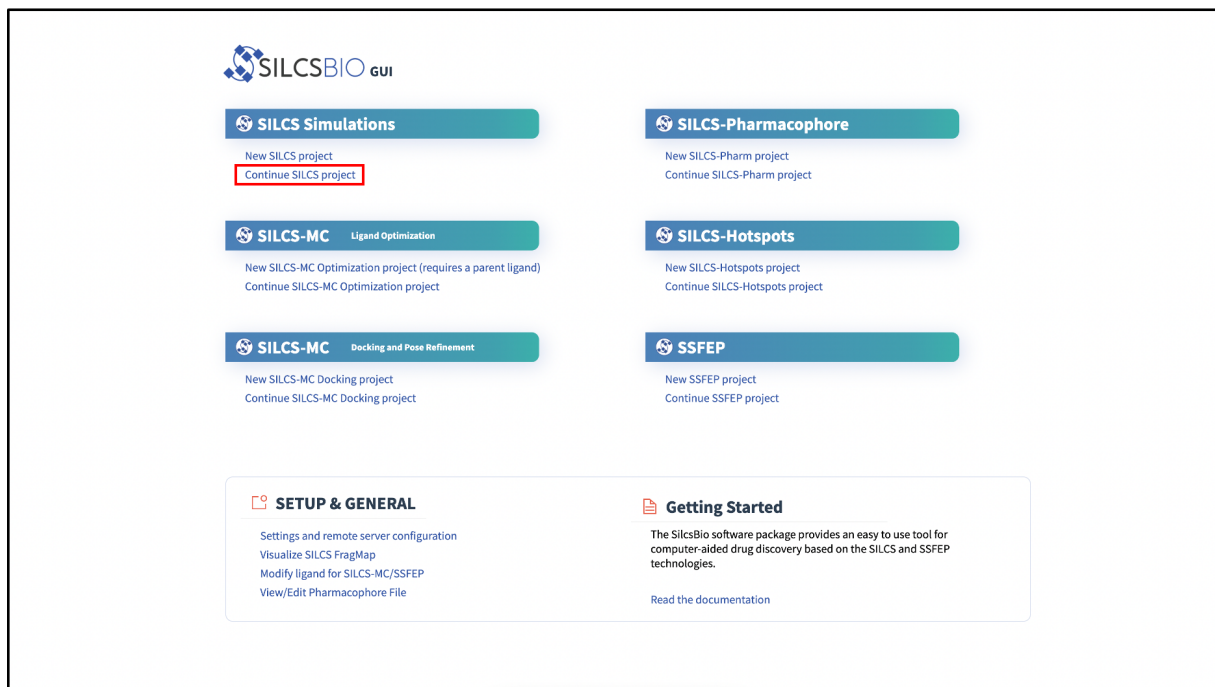 SILCSBIO GUI
SILCS Simulations
New SILCS project
Continue SILCS project
SILCS-Pharmacophore
New SILCS-Pharm project
Continue SILCS-Pharm project
SILCS-MC Ligand Optimization
New SILCS-MC Optimization project (requires a parent ligand)
Continue SILCS-MC Optimization project
SILCS-Hotspots
New SILCS-Hotspots project
Continue SILCS-Hotspots project
SILCS-MC Docking and Pose Refinement
New SILCS-MC Docking project
Continue SILCS-MC Docking project
SSFEP
New SSFEP project
Continue SSFEP project
SETUP & GENERAL
Settings and remote server configuration
Visualize SILCS FragMap
Modify ligand for SILCS-MC/SSFEP
View/Edit Pharmacophore File
Getting Started
The SilcsBio software package provides an easy to use tool for
computer-aided drug discovery based on the SILCS and SSFEP
technologies.
Read the documentation